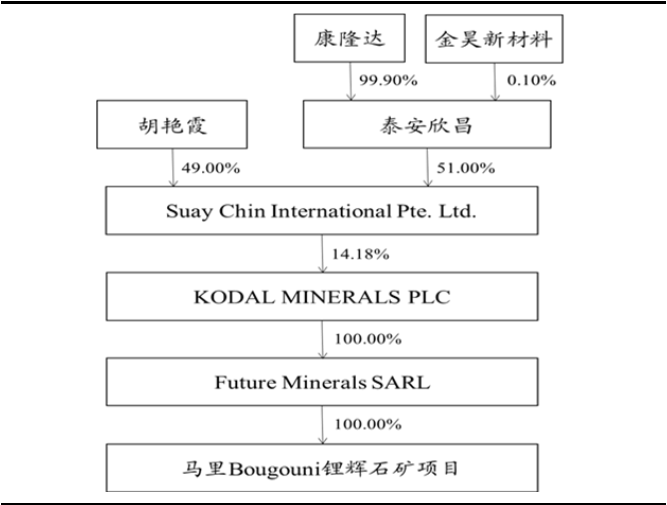 康隆达
金昊新材料
99.90%
0.10%
胡艳霞
泰安欣昌
49.00%
51.00%
Suay Chin International Pte. Ltd.
14.18%
KODAL MINERALS PLC
100.00%
Future Minerals SARL
100.00%
马里Bougouni锂辉石矿项目